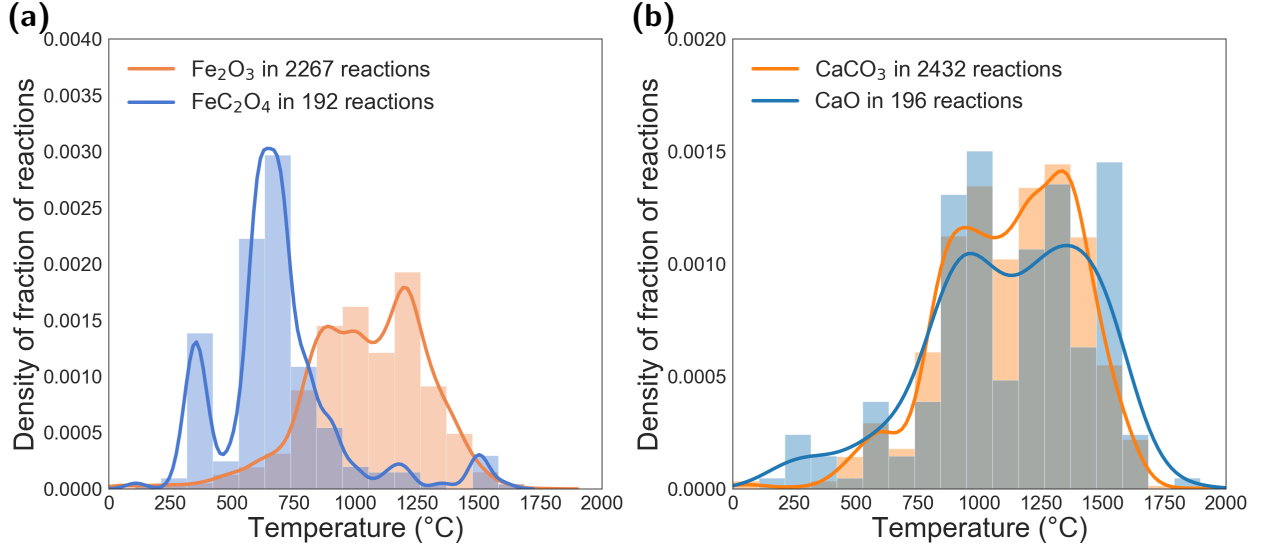 (a)
Density of fraction of reactions
0.0040
0.0035
0.0030
0.0025
0.0020
0.0015
0.0010
0.0005
0.0000
Fe₂O₃ in 2267 reactions
FeC₂O₄ in 192 reactions
0 250 500 750 1000 1250 1500 1750 2000
Temperature (°C)
(b)
Density of fraction of reactions
0.0020
0.0015
0.0010
0.0005
0.0000
CaCO₃ in 2432 reactions
CaO in 196 reactions
0 250 500 750 1000 1250 1500 1750 2000
Temperature (°C)